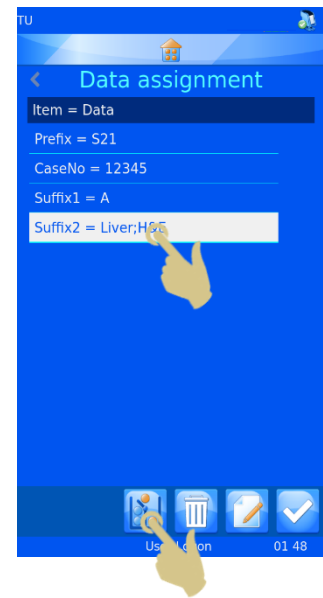 TU
Data assignment
Item = Data
Prefix = S21
CaseNo = 12345
Suffix1 = A
Suffix2 = Liver;H&E
01 48